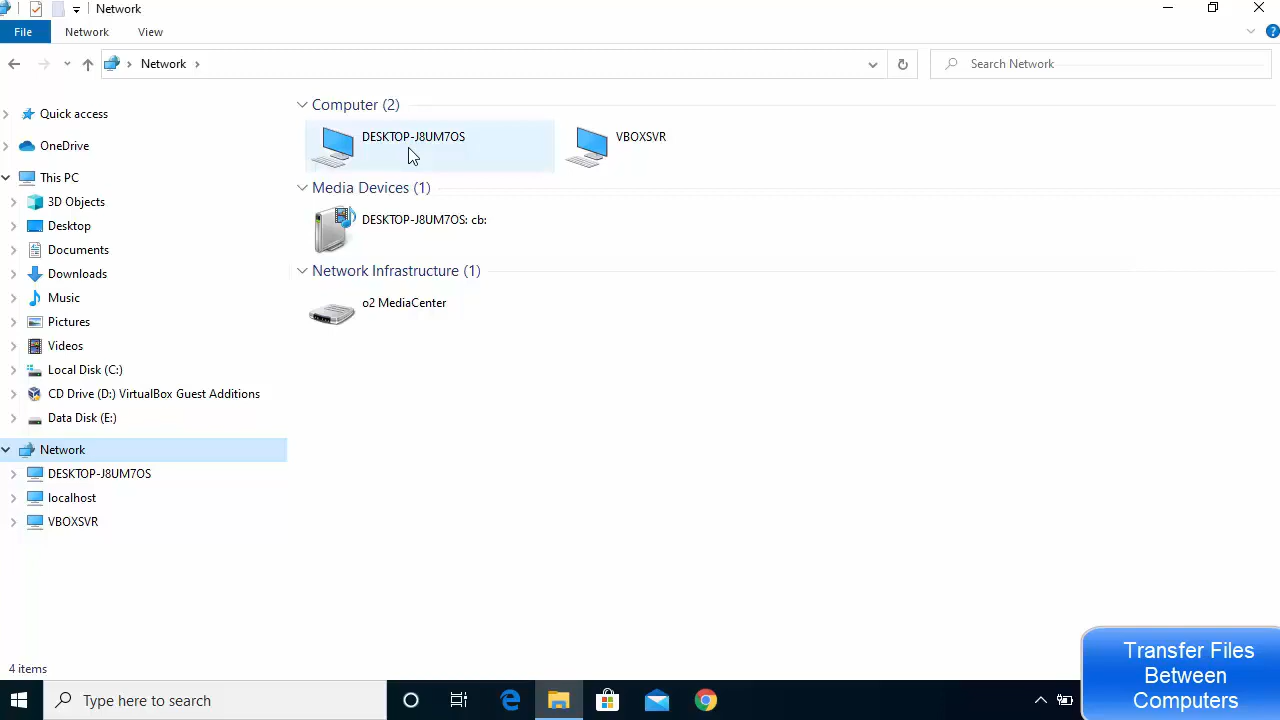 Network
File
Network
View
Network
Search Network
Quick access
OneDrive
This PC
3D Objects
Desktop
Documents
Downloads
Music
Pictures
Videos
Local Disk (C:)
CD Drive (D:) VirtualBox Guest Additions
Data Disk (E:)
Network
DESKTOP-J8UM7OS
localhost
VBOXSVR
Computer (2)
DESKTOP-J8UM7OS
VBOXSVR
Media Devices (1)
DESKTOP-J8UM7OS: cb:
Network Infrastructure (1)
o2 MediaCenter
4 items
Type here to search
Transfer Files
Between
Computers